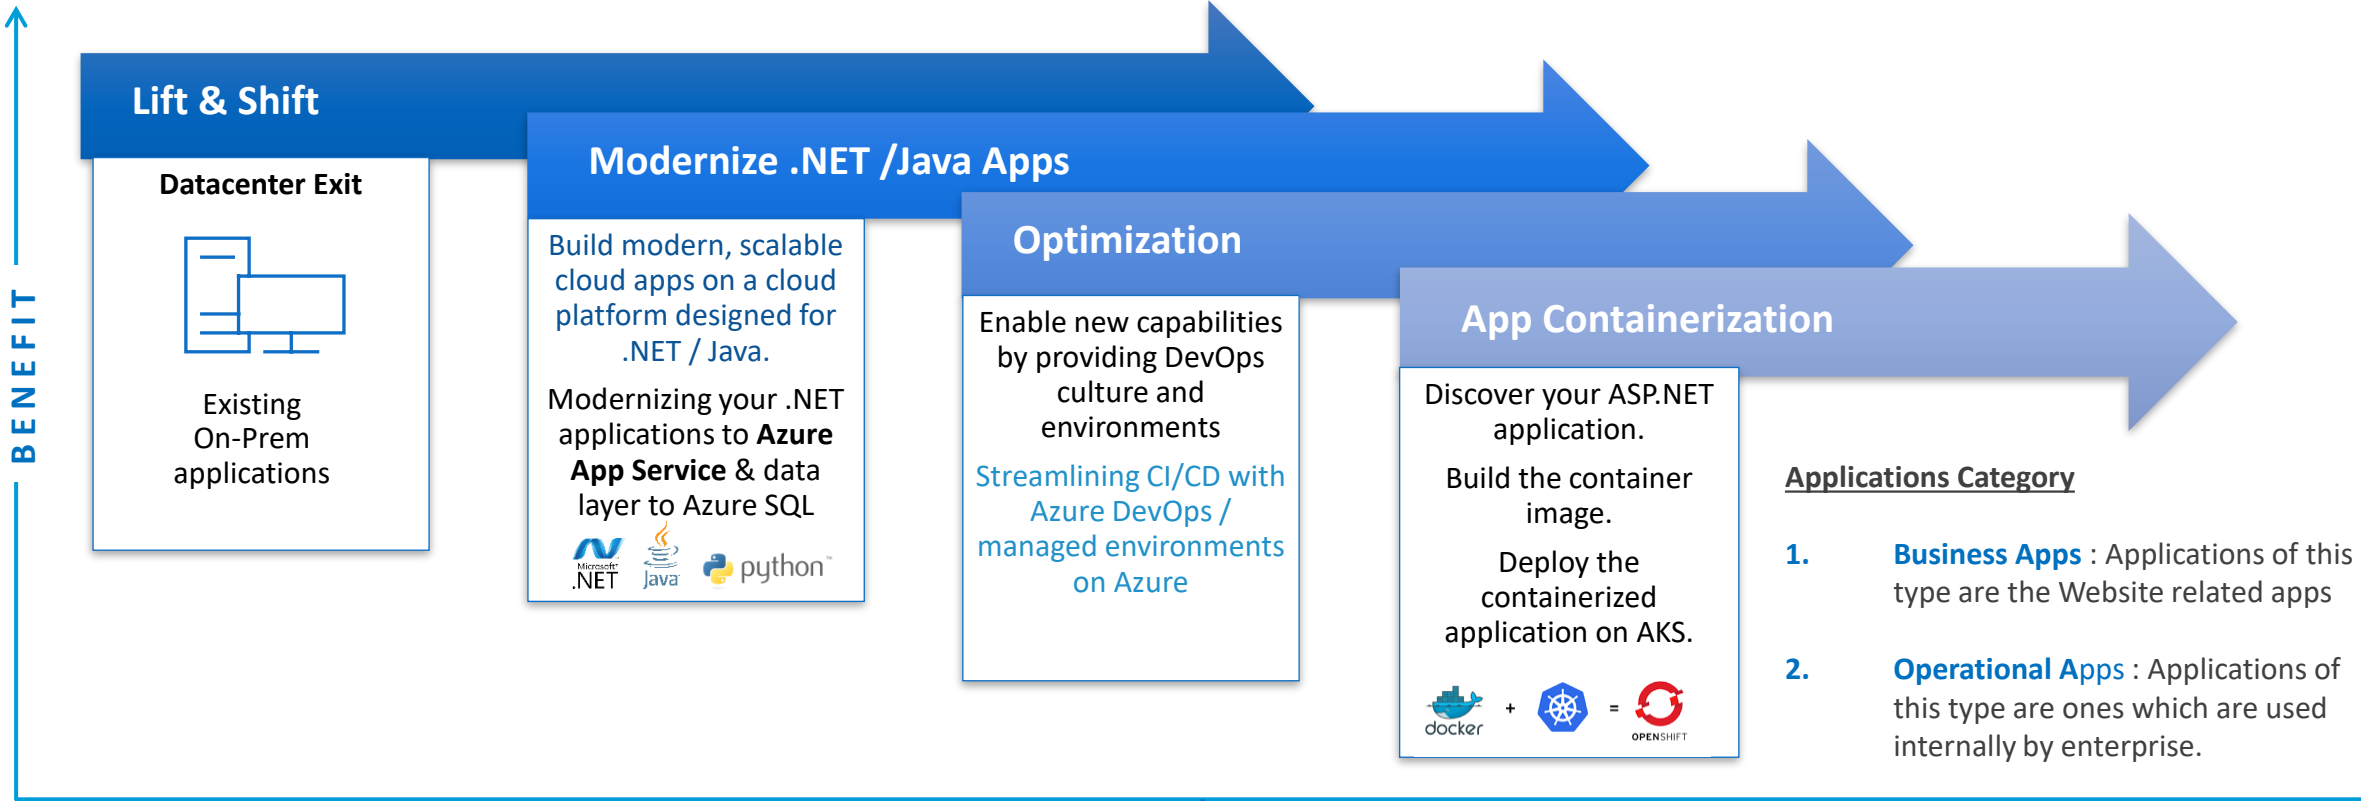 BENEFIT
Lift & Shift
Datacenter Exit
Existing
On-Prem
applications
Modernize .NET /Java Apps
Build modern, scalable
cloud apps on a cloud
platform designed for
.NET / Java.
Modernizing your .NET
applications to Azure
App Service & data
layer to Azure SQL
Microsoft®
.NET
Java™
python™
Optimization
Enable new capabilities
by providing DevOps
culture and
environments
Streamlining CI/CD with
Azure DevOps /
managed environments
on Azure
App Containerization
Discover your ASP.NET
application.
Build the container
image.
Deploy the
containerized
application on AKS.
docker
+
=
OPENSHIFT
Applications Category
1. Business Apps : Applications of this
type are the Website related apps
2. Operational Apps : Applications of
this type are ones which are used
internally by enterprise.